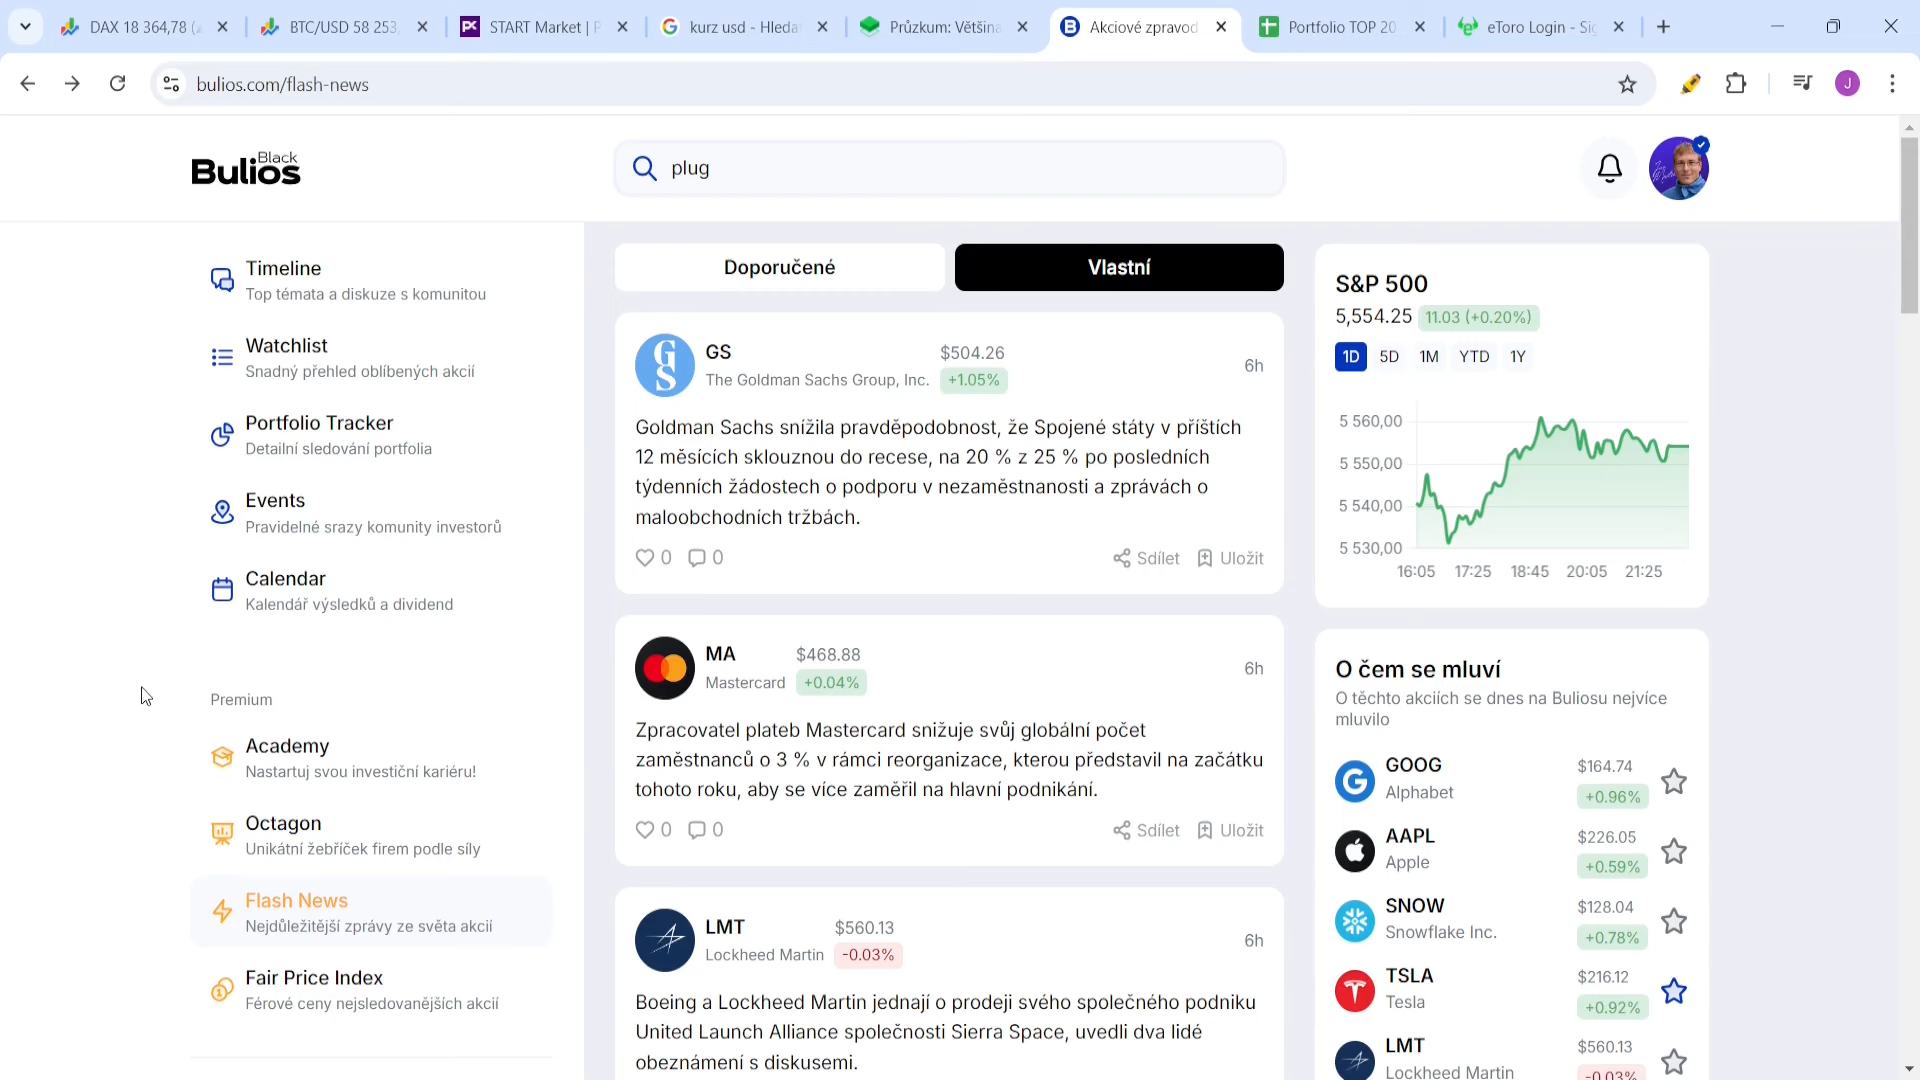 DAX 18 364,78 (
BTC/USD 58 253,
START Market | P
kurz usd - Hleda
Průzkum: Většina
Akciové zpravod
Portfolio TOP 20
eToro Login - Sig
bulios.com/flash-news
J
Bulios Black
plug
Timeline
Top témata a diskuze s komunitou
Watchlist
Snadný přehled oblíbených akcií
Portfolio Tracker
Detailní sledování portfolia
Events
Pravidelné srazy komunity investorů
Calendar
Kalendář výsledků a dividend
Premium
Academy
Nastartuj svou investiční kariéru!
Octagon
Unikátní žebříček firem podle síly
Flash News
Nejdůležitější zprávy ze světa akcií
Fair Price Index
Férové ceny nejsledovanějších akcií
Doporučené
Vlastní
GS
$504.26
The Goldman Sachs Group, Inc.
+1.05%
6h
Goldman Sachs snížila pravděpodobnost, že Spojené státy v příštích
12 měsících sklouznou do recese, na 20 % z 25 % po posledních
týdenních žádostech o podporu v nezaměstnanosti a zprávách o
maloobchodních tržbách.
0
0
Sdílet
Uložit
MA
$468.88
Mastercard
+0.04%
6h
Zpracovatel plateb Mastercard snižuje svůj globální počet
zaměstnanců o 3 % v rámci reorganizace, kterou představil na začátku
tohoto roku, aby se více zaměřil na hlavní podnikání.
0
0
Sdílet
Uložit
LMT
$560.13
Lockheed Martin
-0.03%
6h
Boeing a Lockheed Martin jednají o prodeji svého společného podniku
United Launch Alliance společnosti Sierra Space, uvedli dva lidé
obeznámení s diskusemi.
S&P 500
5,554.25 11.03 (+0.20%)
1D 5D 1M YTD 1Y
5 560,00
5 550,00
5 540,00
5 530,00
16:05 17:25 18:45 20:05 21:25
O čem se mluví
O těchto akciích se dnes na Buliosu nejvíce
mluvilo
GOOG
Alphabet
$164.74
+0.96%
AAPL
Apple
$226.05
+0.59%
SNOW
Snowflake Inc.
$128.04
+0.78%
TSLA
Tesla
$216.12
+0.92%
LMT
Lockheed Martin
$560.13
-0.03%